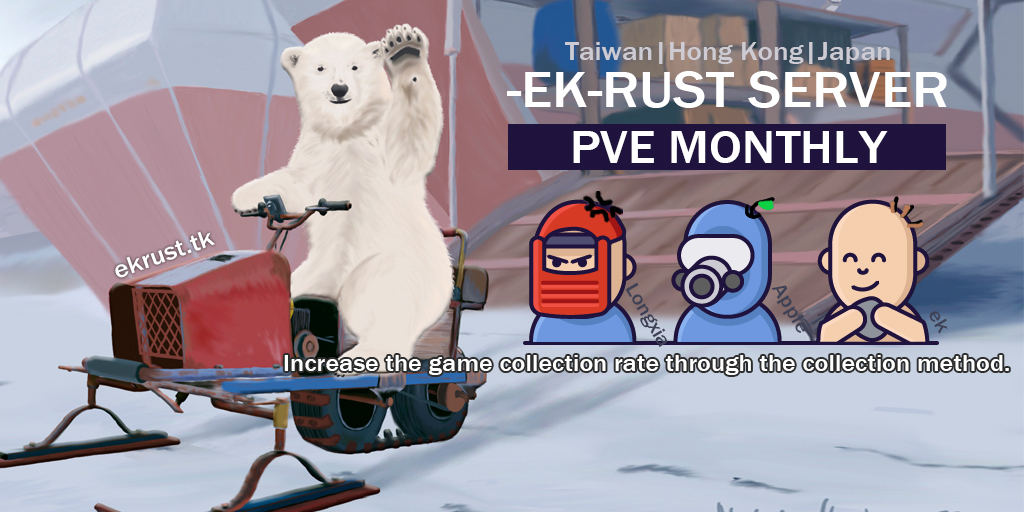 Taiwan|Hong Kong|Japan
-EK-RUST SERVER
PVE MONTHLY
ekrust.tk
Longxia
Apple
ek
Increase the game collection rate through the collection method.